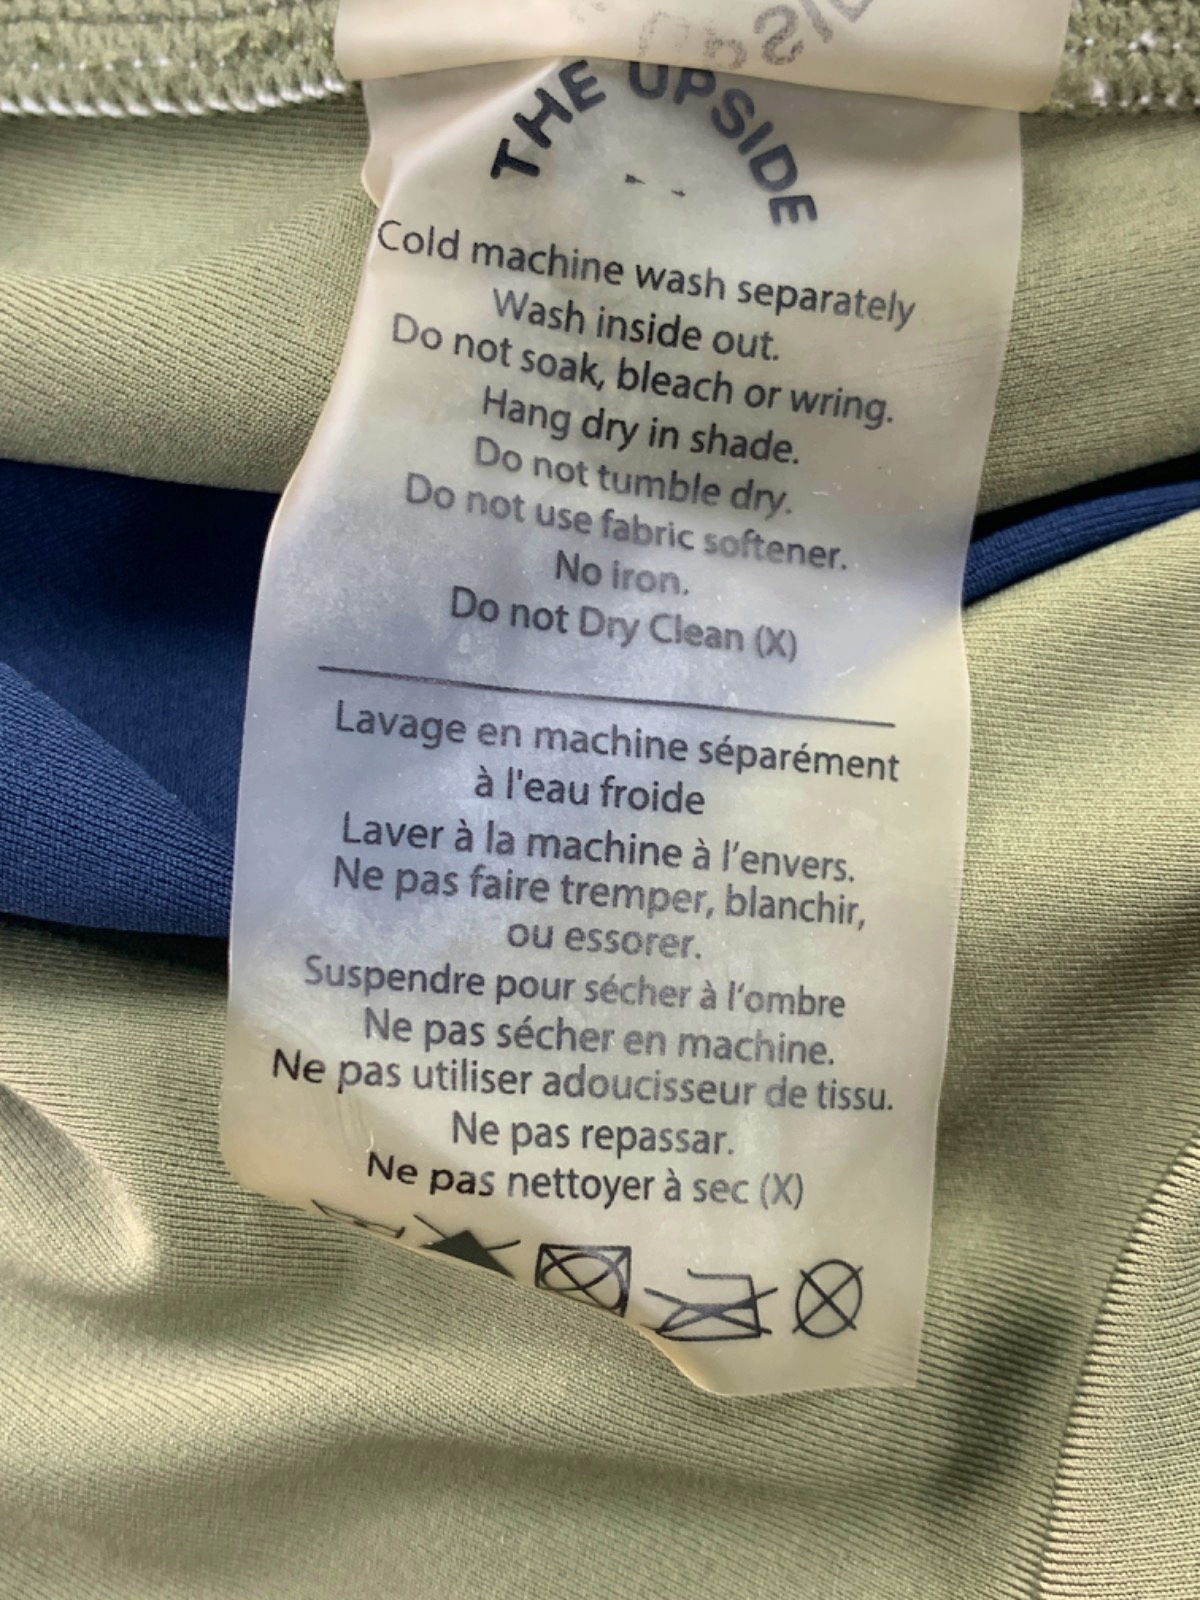 THE UPSIDE
Cold machine wash separately
Wash inside out.
Do not soak, bleach or wring.
Hang dry in shade.
Do not tumble dry.
Do not use fabric softener.
No iron.
Do not Dry Clean (X)
Lavage en machine séparément
à l'eau froide
Laver à la machine à l'envers.
Ne pas faire tremper, blanchir,
ou essorer.
Suspendre pour sécher à l'ombre
Ne pas sécher en machine.
Ne pas utiliser adoucisseur de tissu.
Ne pas repassar.
Ne pas nettoyer à sec (X)